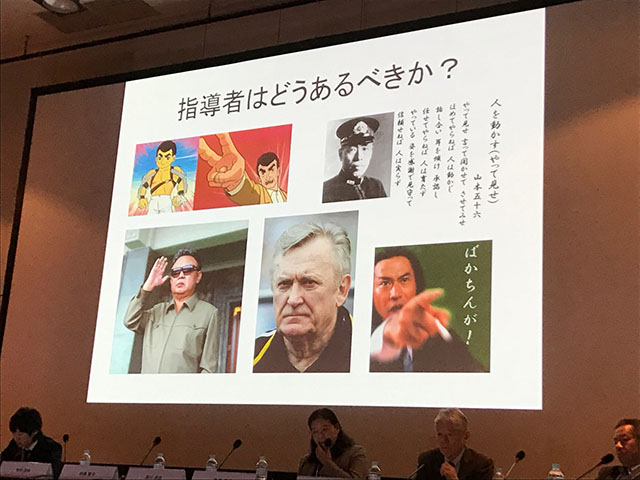 指導者はどうあるべきか？
人を動かす(やって見せ)
山本五十六
やって見せ 言って聞かせて させてみせ
ほめてやらねば 人は動かじ
話し合い 耳を傾け 承認し
任せてやらねば 人は育たず
やっている 姿を感謝で見守って
信頼せねば 人は実らず
ばかちんが！